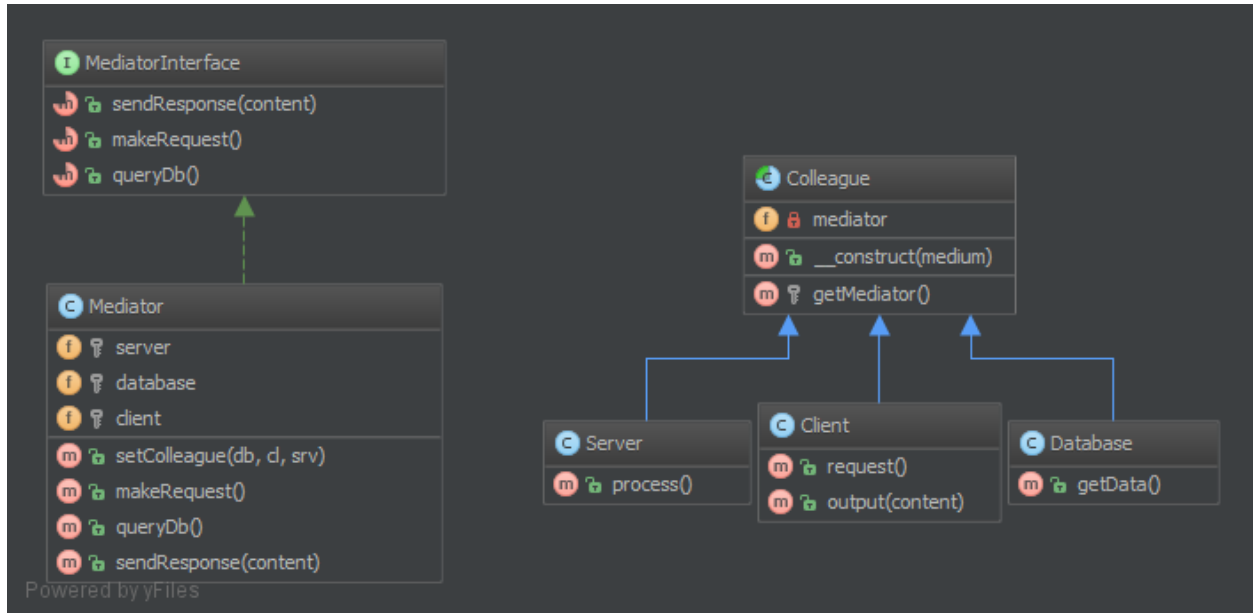 MediatorInterface
sendResponse(content)
makeRequest()
queryDb()
Mediator
server
database
client
setColleague(db, cl, srv)
makeRequest()
queryDb()
sendResponse(content)
Colleague
mediator
__construct(medium)
getMediator()
Server
process()
Client
request()
output(content)
Database
getData()
Powered by yFiles